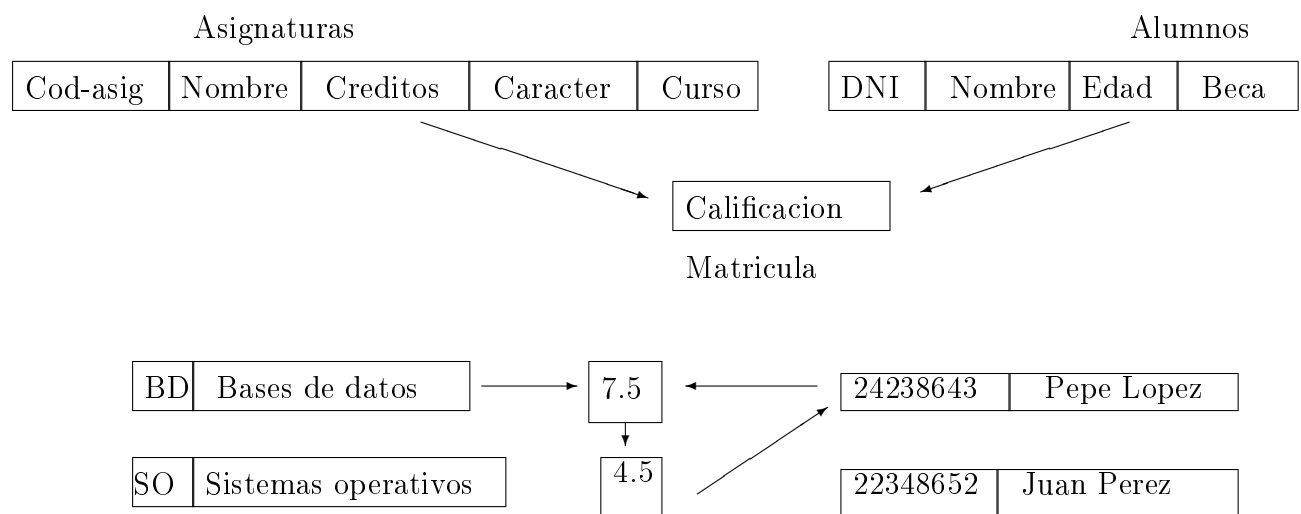 Asignaturas Alumnos
Cod-asig Nombre Creditos Caracter Curso DNI Nombre Edad Beca
Calificacion
Matricula
BD Bases de datos 7.5 24238643 Pepe Lopez
SO Sistemas operativos 4.5 22348652 Juan Perez